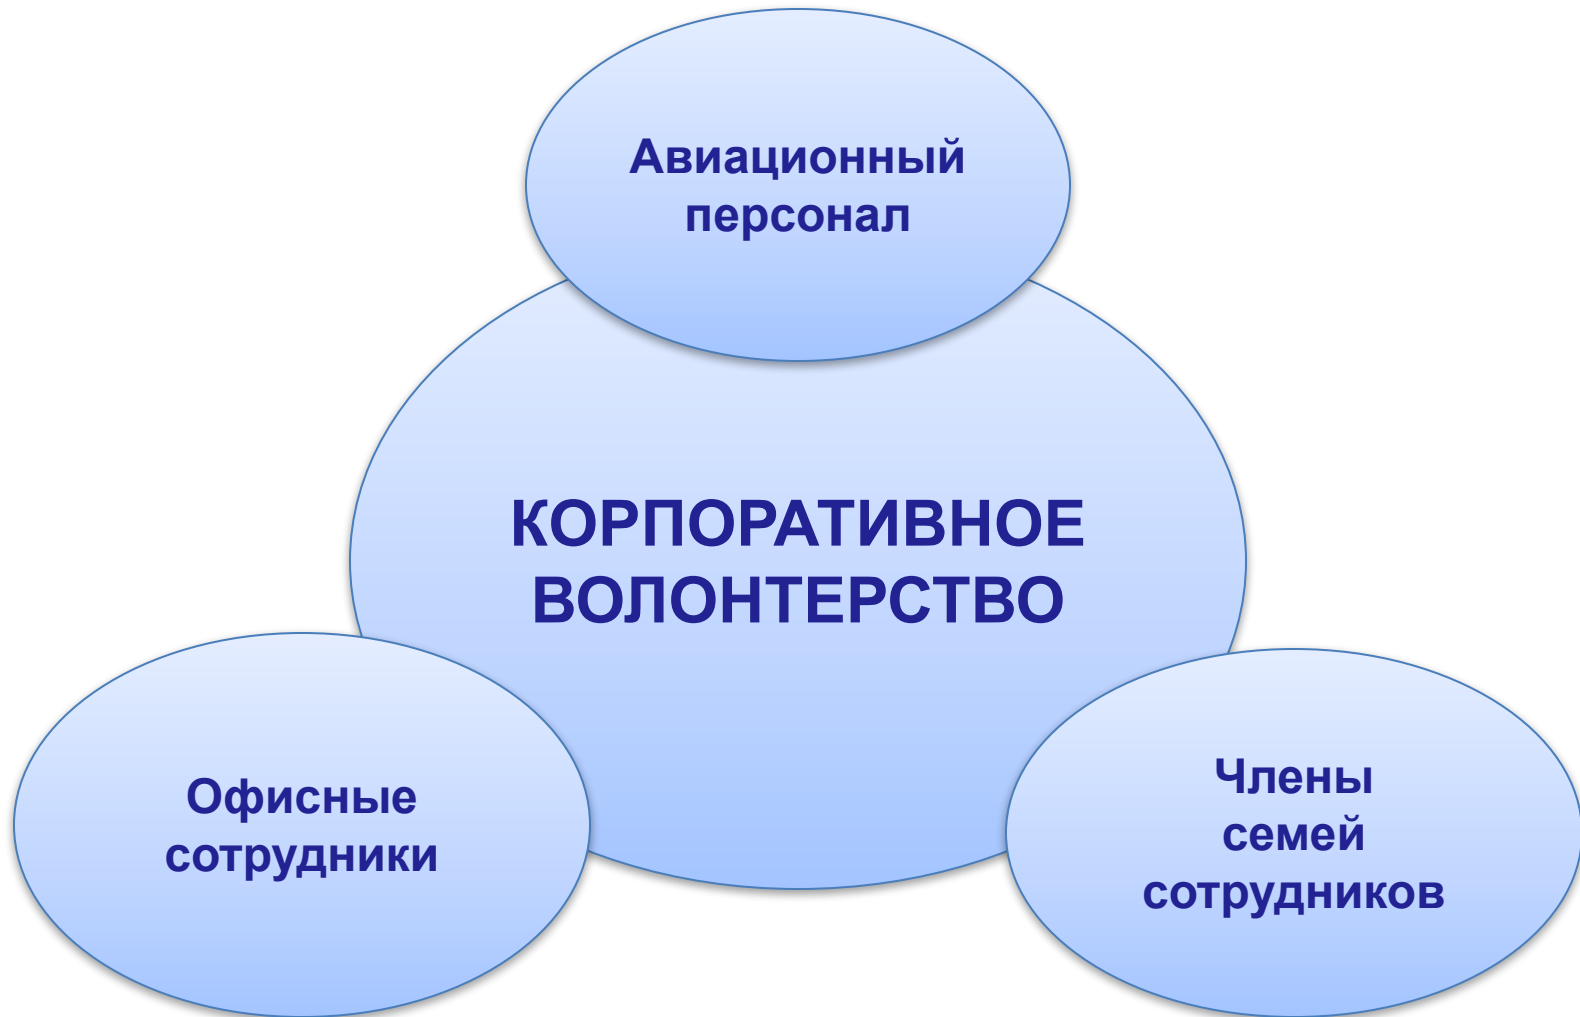 Авиационный
персонал
КОРПОРАТИВНОЕ
ВОЛОНТЕРСТВО
Офисные
сотрудники
Члены
семей
сотрудников